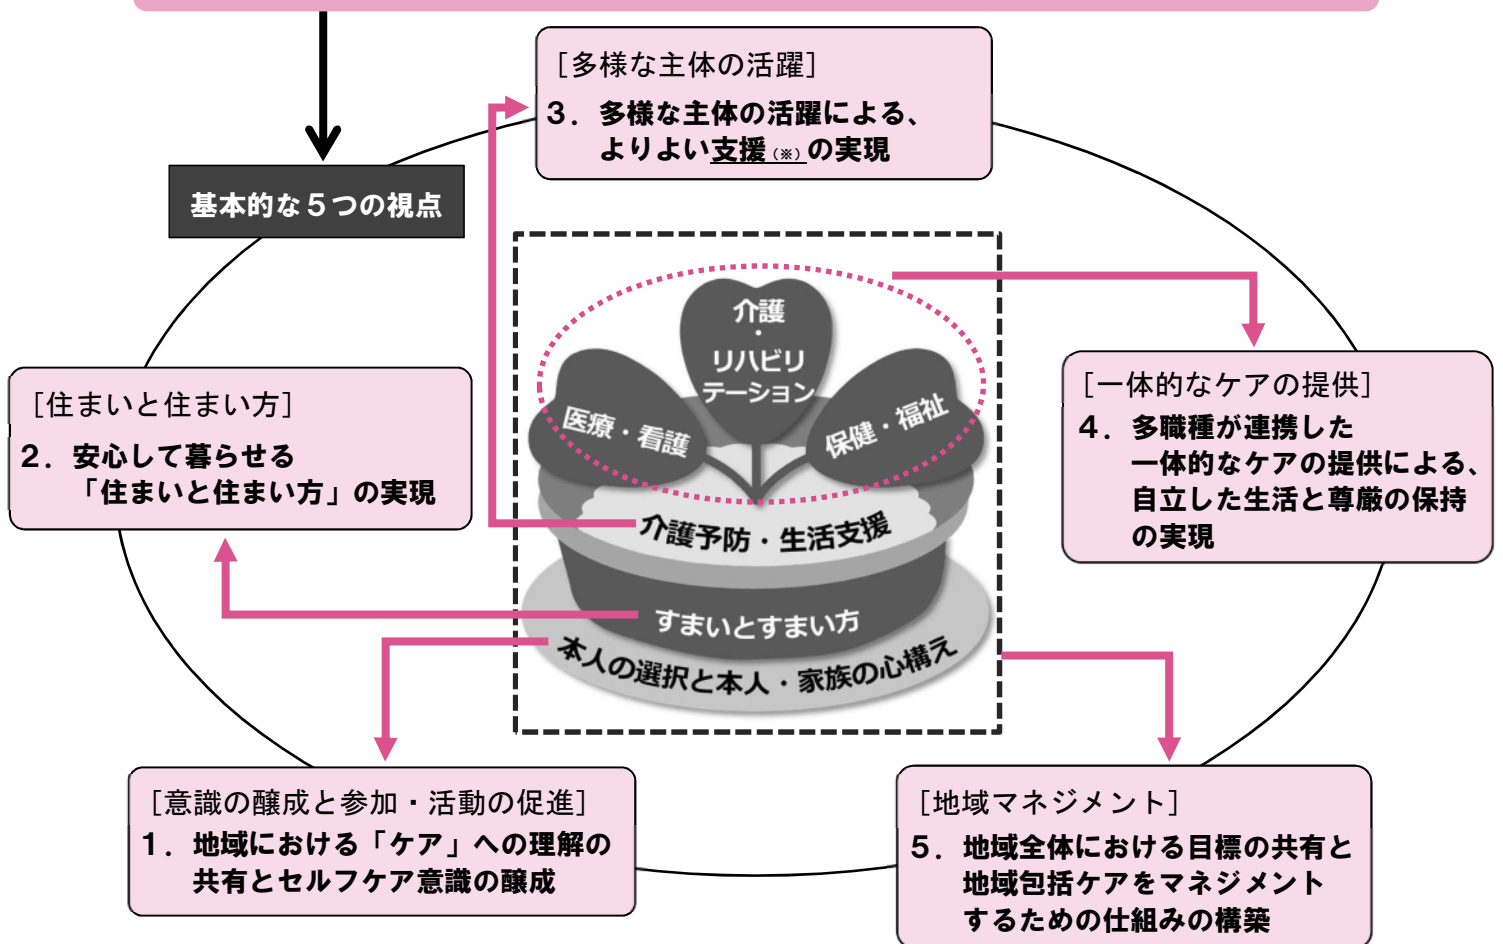 ［多様な主体の活躍］
３．多様な主体の活躍による、
よりよい支援（※）の実現
基本的な５つの視点
介護
・
リハビリ
テーション
医療・看護
保健・福祉
介護予防・生活支援
すまいとすまい方
本人の選択と本人・家族の心構え
［住まいと住まい方］
２．安心して暮らせる
「住まいと住まい方」の実現
［一体的なケアの提供］
４．多職種が連携した
一体的なケアの提供による、
自立した生活と尊厳の保持
の実現
［意識の醸成と参加・活動の促進］
１．地域における「ケア」への理解の
共有とセルフケア意識の醸成
［地域マネジメント］
５．地域全体における目標の共有と
地域包括ケアをマネジメント
するための仕組みの構築